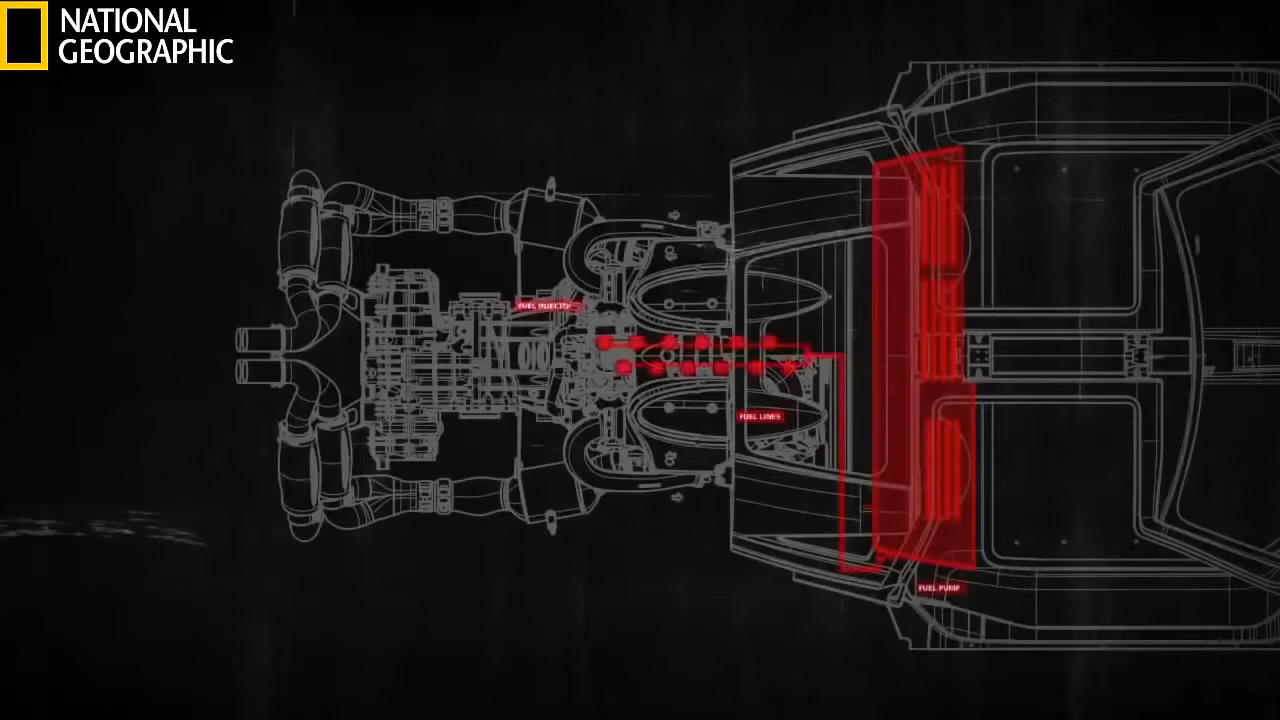 NATIONAL
GEOGRAPHIC
FUEL INJECTOR
FUEL LINES
FUEL PUMP